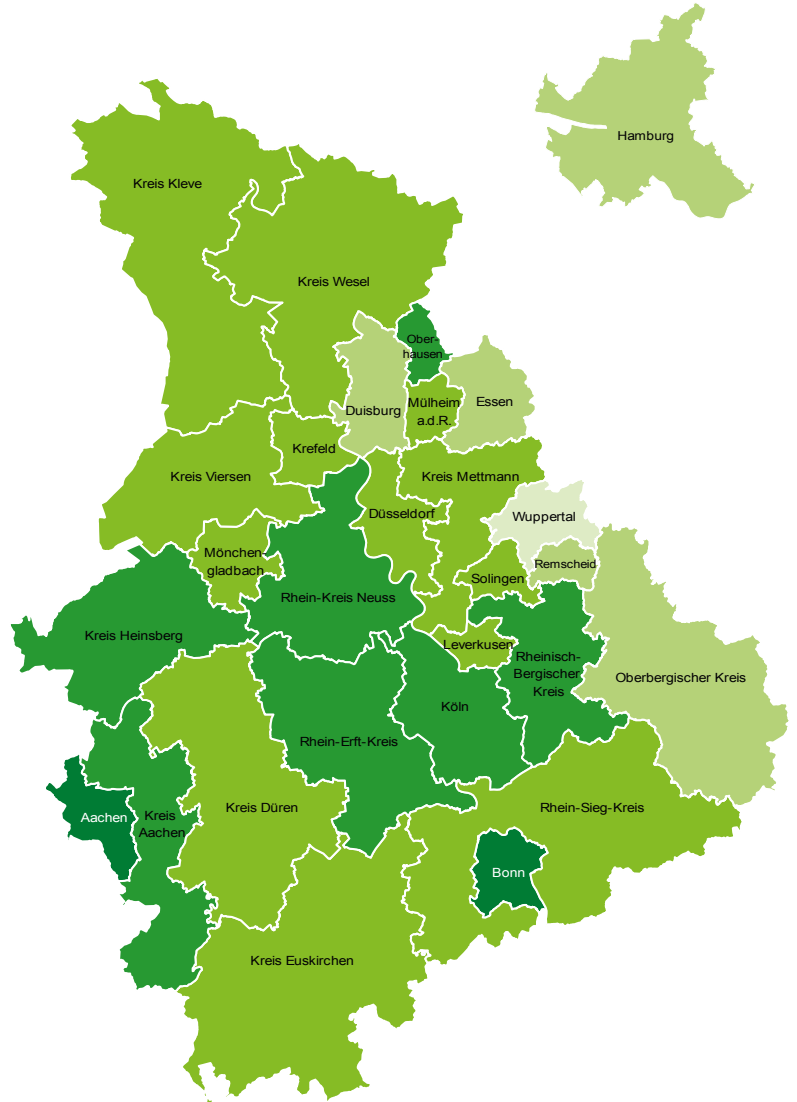 Hamburg
Kreis Kleve
Kreis Wesel
Ober-
hausen
Duisburg
Mülheim
a.d.R.
Essen
Krefeld
Kreis Viersen
Kreis Mettmann
Düsseldorf
Wuppertal
Mönchen-
gladbach
Remscheid
Solingen
Rhein-Kreis Neuss
Kreis Heinsberg
Leverkusen
Rheinisch-
Bergischer
Kreis
Oberbergischer Kreis
Köln
Rhein-Erft-Kreis
Kreis Düren
Rhein-Sieg-Kreis
Aachen
Kreis
Aachen
Bonn
Kreis Euskirchen